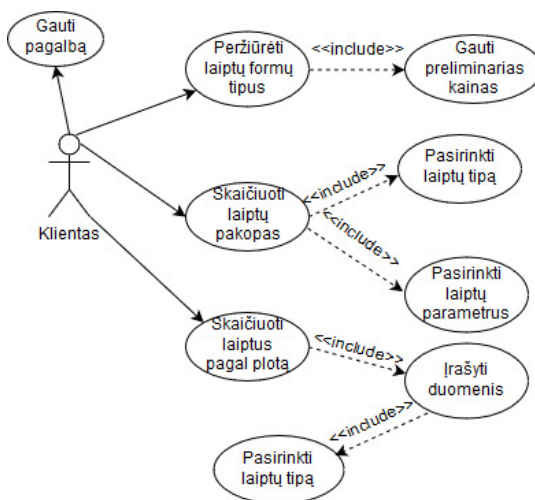 Gauti
pagalbą
Peržiūrėti
laiptų formų
tipus
<<include>>
Gauti
preliminarias
kainas
Klientas
Skaičiuoti
laiptų
pakopas
<<include>>
Pasirinkti
laiptų tipą
<<include>>
Pasirinkti
laiptų
parametrus
Skaičiuoti
laiptus
pagal plotą
<<include>>
Įrašyti
duomenis
<<include>>
Pasirinkti
laiptų tipą